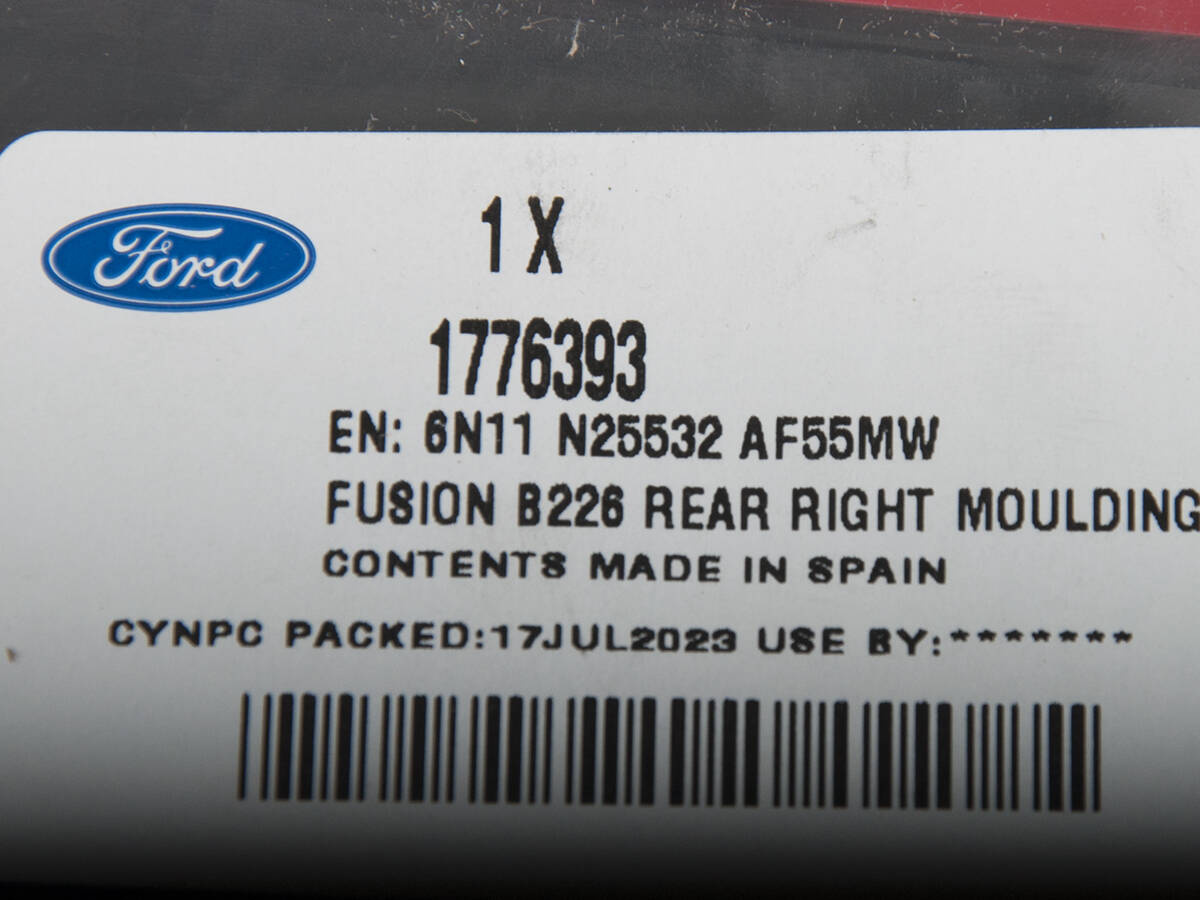 Ford
1 X
1776393
EN: 6N11 N25532 AF55MW
FUSION B226 REAR RIGHT MOULDING
CONTENTS MADE IN SPAIN
CYNPC PACKED:17JUL2023 USE BY:*******